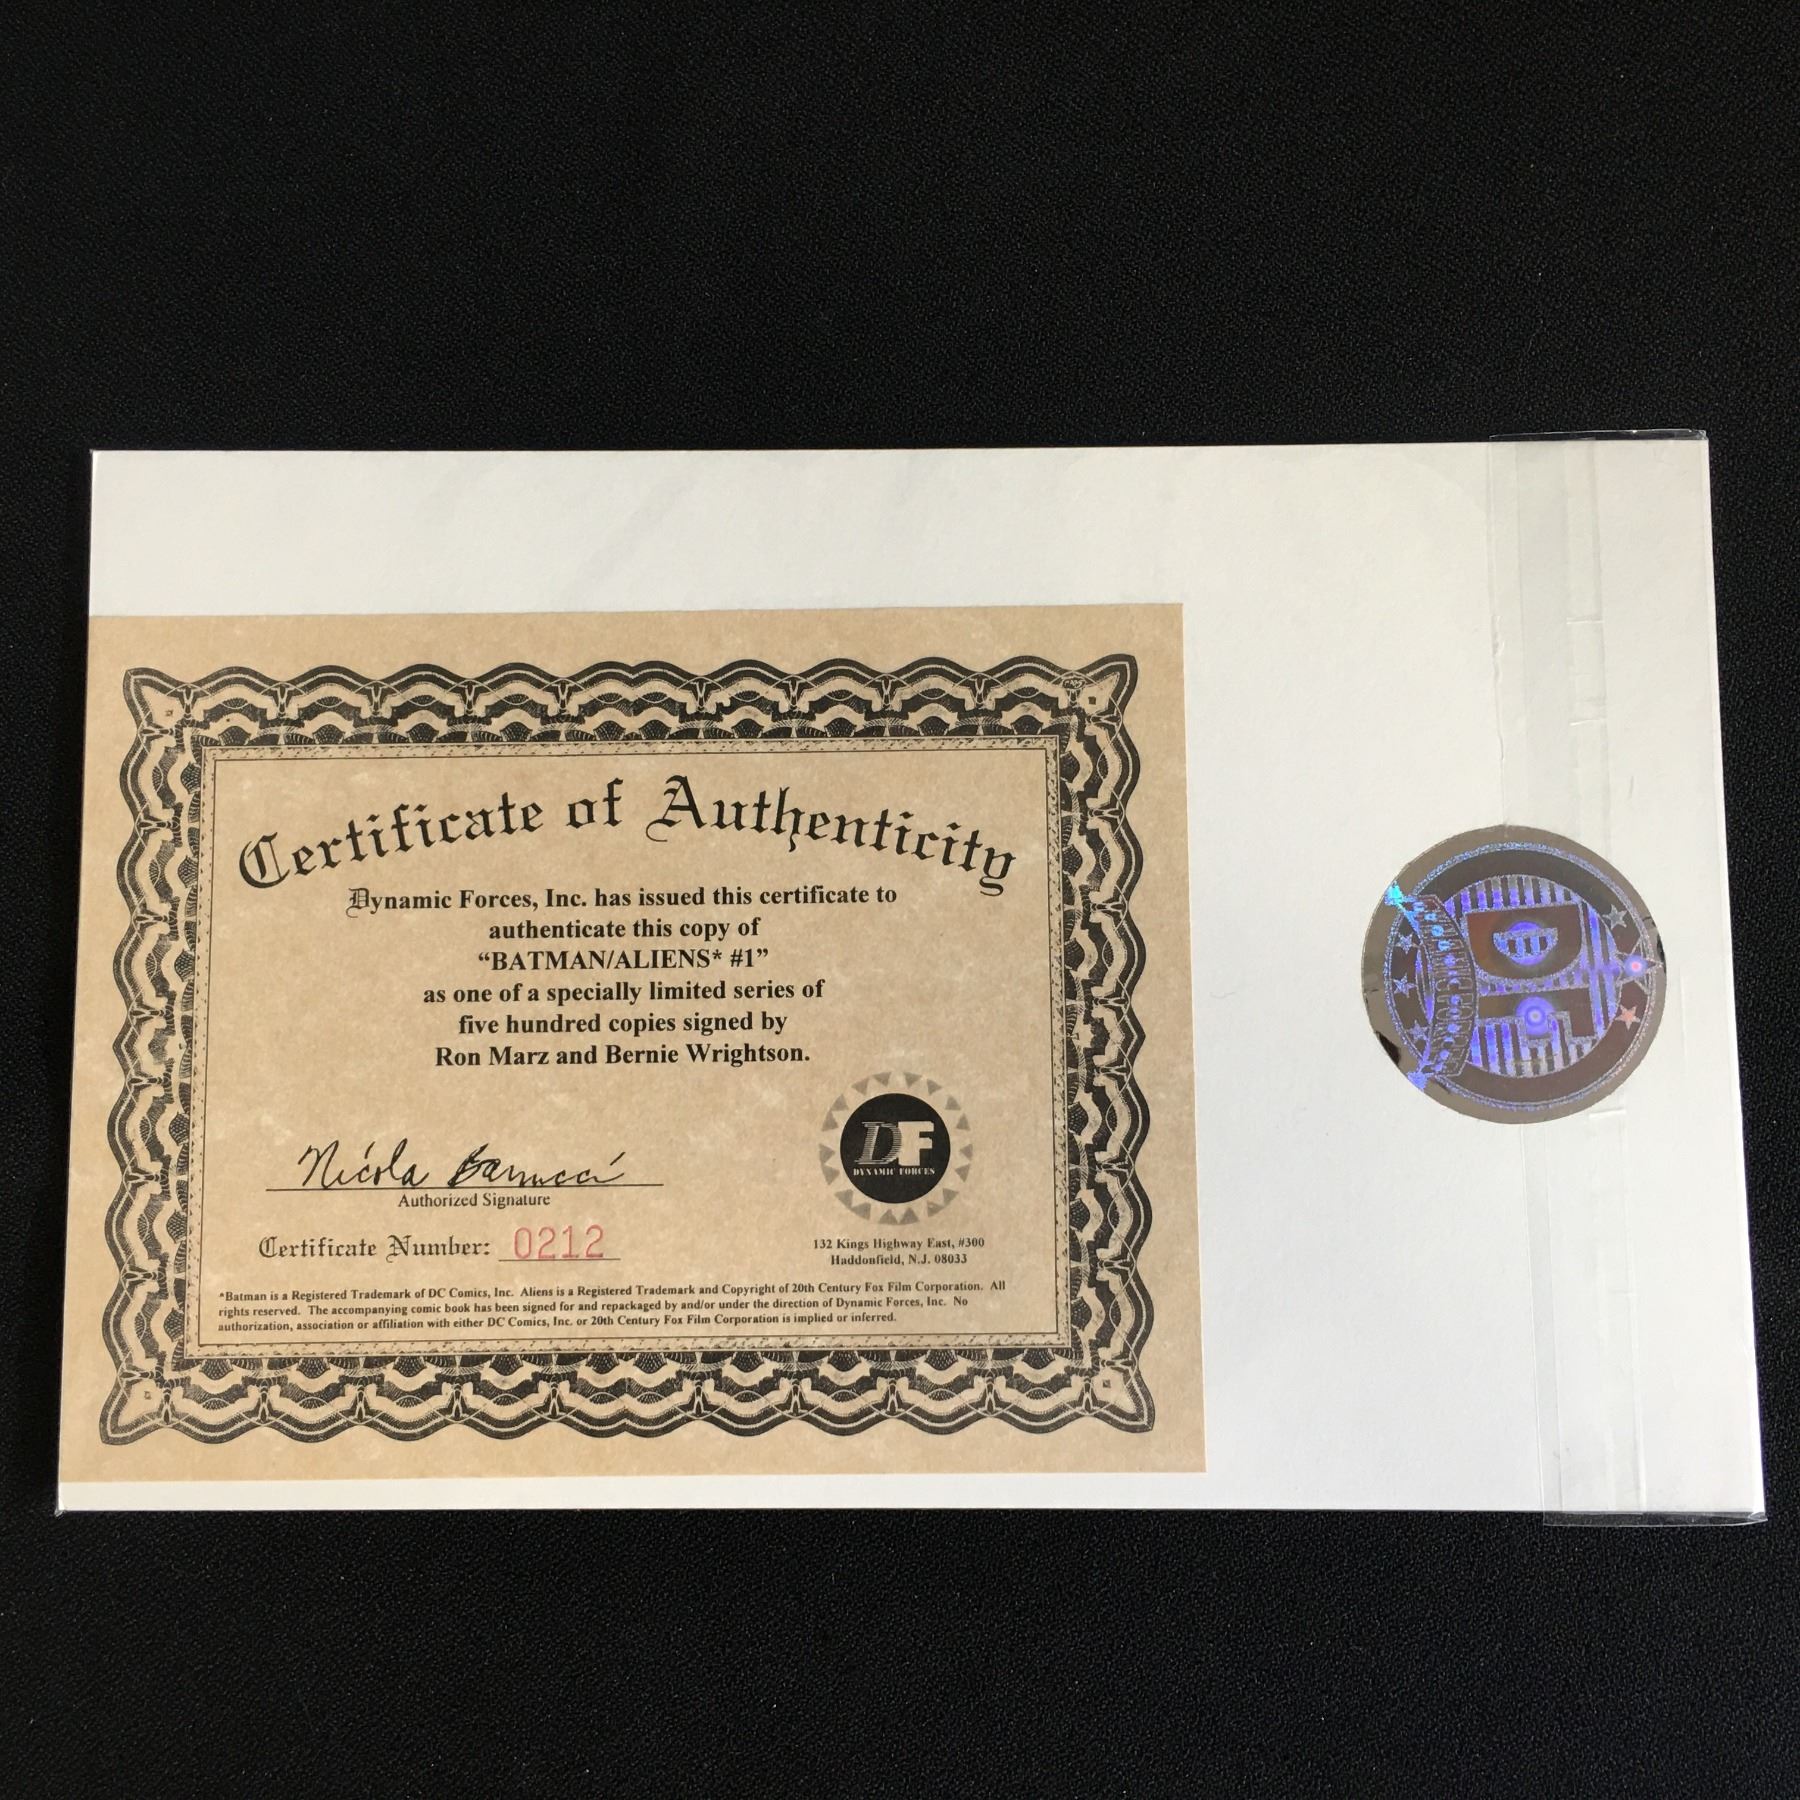 Certificate of Authenticity
Dynamic Forces, Inc. has issued this certificate to
authenticate this copy of
“BATMAN/ALIENS* #1”
as one of a specially limited series of
five hundred copies signed by
Ron Marz and Bernie Wrightson.
Nicola Barrucci
Authorized Signature
Certificate Number: 0212
DF
DYNAMIC FORCES
132 Kings Highway East, #300
Haddonfield, N.J. 08033
*Batman is a Registered Trademark of DC Comics, Inc. Aliens is a Registered Trademark and Copyright of 20th Century Fox Film Corporation. All
rights reserved. The accompanying comic book has been signed for and repackaged by and/or under the direction of Dynamic Forces, Inc. No
authorization, association or affiliation with either DC Comics, Inc. or 20th Century Fox Film Corporation is implied or inferred.
DF